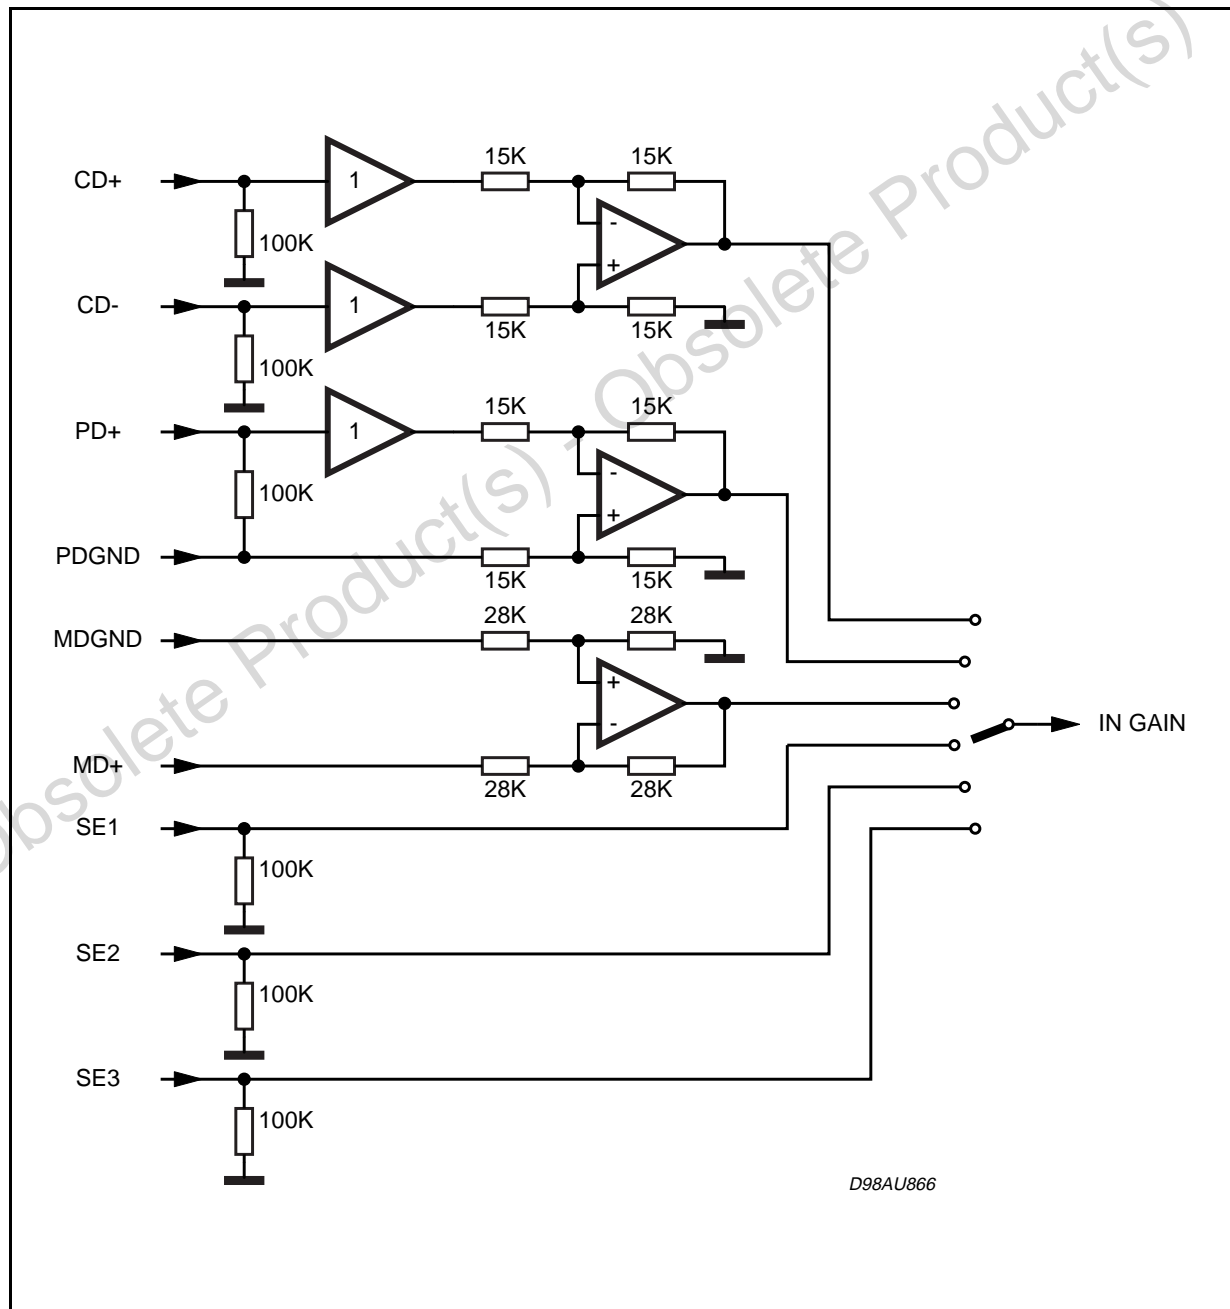 CD+
1
15K
15K
100K
-
+
CD-
1
15K
15K
100K
PD+
1
15K
15K
100K
-
+
PDGND
15K
15K
MDGND
28K
28K
+
-
IN GAIN
MD+
28K
28K
SE1
100K
SE2
100K
SE3
100K
D98AU866
Obsolete Product(s) - Obsolete Product(s)